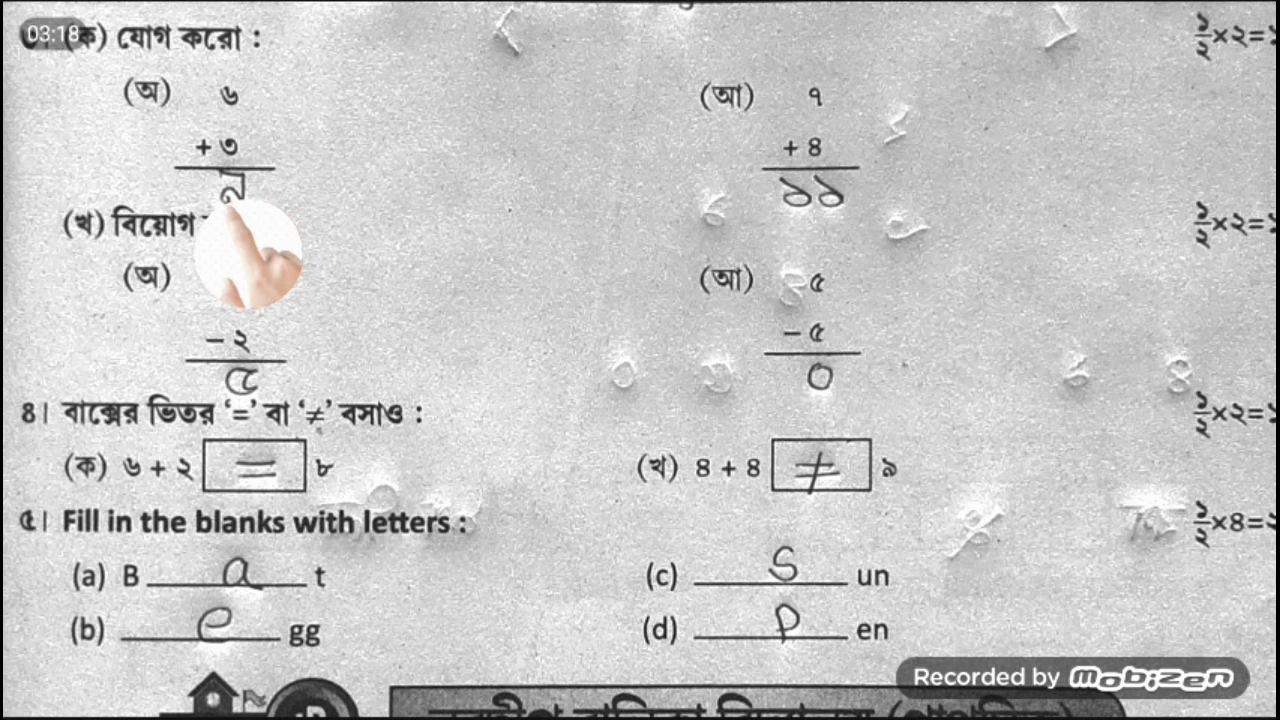 03:18
ক) যোগ করো :
১/২ × ২ =
(অ) ৬ + ৩ ৯
(আ) ৭ + ৪ ১১
(খ) বিয়োগ
১/২ × ২ =
(অ) - ২ ৫
(আ) ৫ - ৫ ০
৪। বাক্সের ভিতর ‘=’ বা ‘≠’ বসাও :
১/২ × ২ =
(ক) ৬ + ২ = ৮
(খ) ৪ + ৪ ≠ ৯
৫। Fill in the blanks with letters :
১/২ × ৪ =
(a) B a t
(c) s un
(b) e gg
(d) p en
Recorded by mobizen